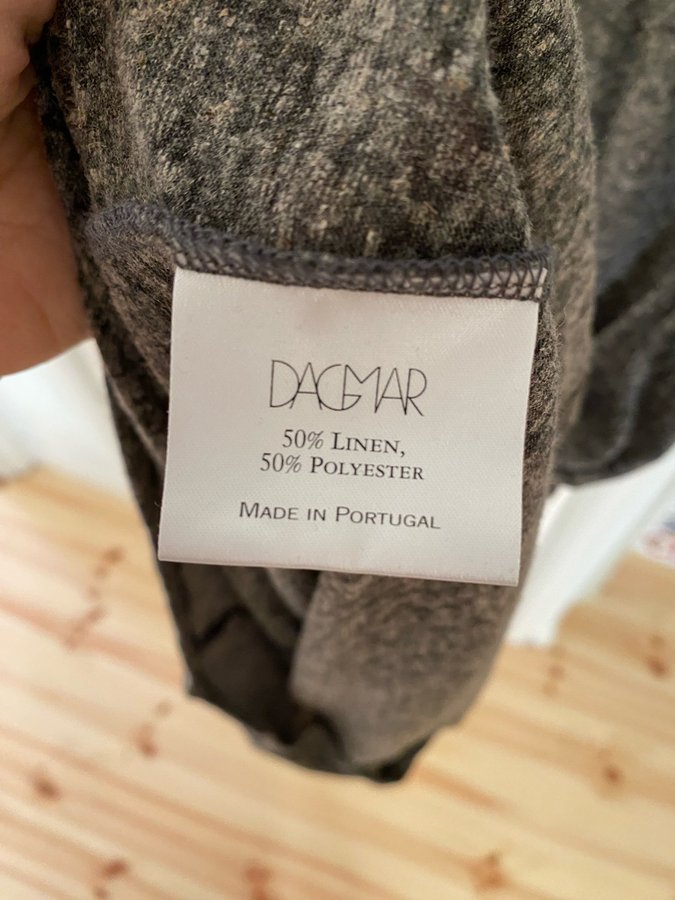 DAGMAR
50% LINEN,
50% POLYESTER
MADE IN PORTUGAL